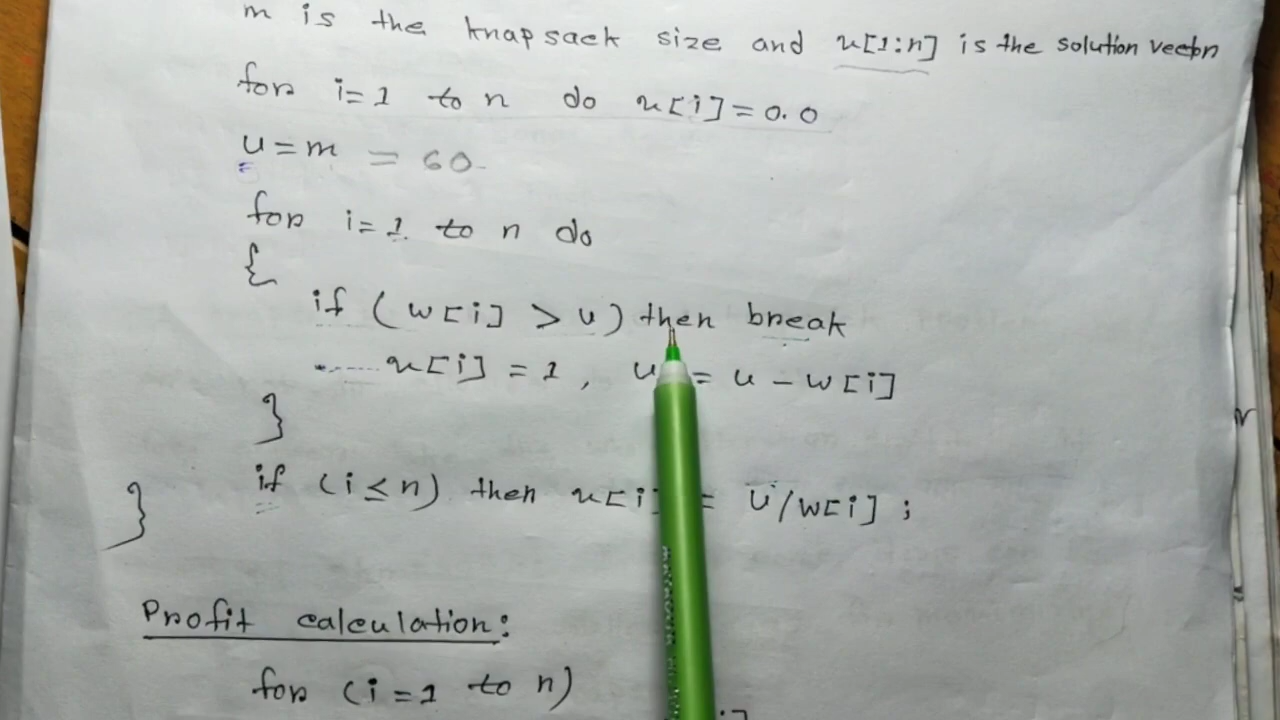 m is the knapsack size and x[1:n] is the solution vector
for i=1 to n do x[i]=0.0
u=m = 60
for i=1 to n do
{
if (w[i] > u) then break
x[i] = 1, u = u - w[i]
}
if (i≤n) then x[i] = U/w[i];
}
Profit calculation:
for (i=1 to n)